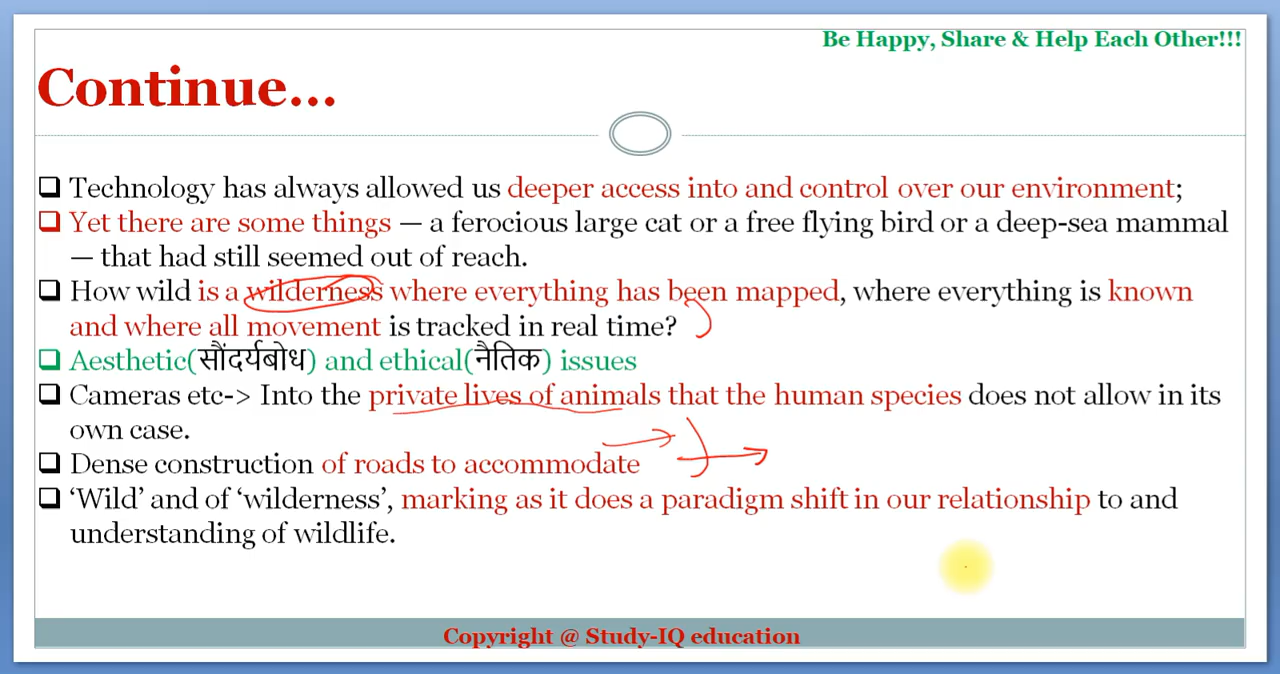 Be Happy, Share & Help Each Other!!!
Continue...
Technology has always allowed us deeper access into and control over our environment;
Yet there are some things — a ferocious large cat or a free flying bird or a deep-sea mammal
— that had still seemed out of reach.
How wild is a wilderness where everything has been mapped, where everything is known
and where all movement is tracked in real time?
Aesthetic(सौंदर्यबोध) and ethical(नैतिक) issues
Cameras etc-> Into the private lives of animals that the human species does not allow in its
own case.
Dense construction of roads to accommodate
‘Wild’ and of ‘wilderness’, marking as it does a paradigm shift in our relationship to and
understanding of wildlife.
Copyright @ Study-IQ education